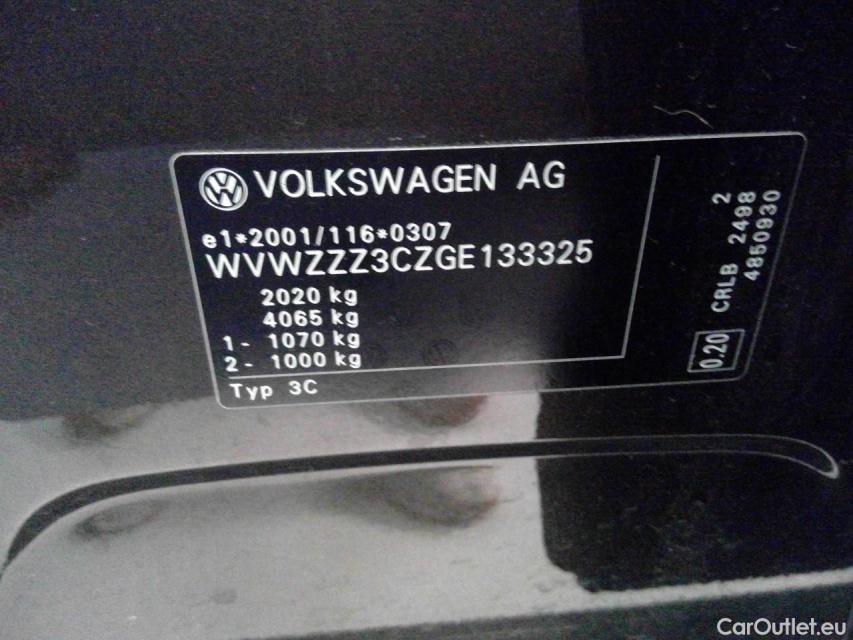 VOLKSWAGEN AG
e1*2001/116*0307
WVWZZZ3CZGE133325
2020 kg
4065 kg
1 - 1070 kg
2 - 1000 kg
Typ 3C
2
CRLB 2498
4850930
0.20
CarOutlet.eu